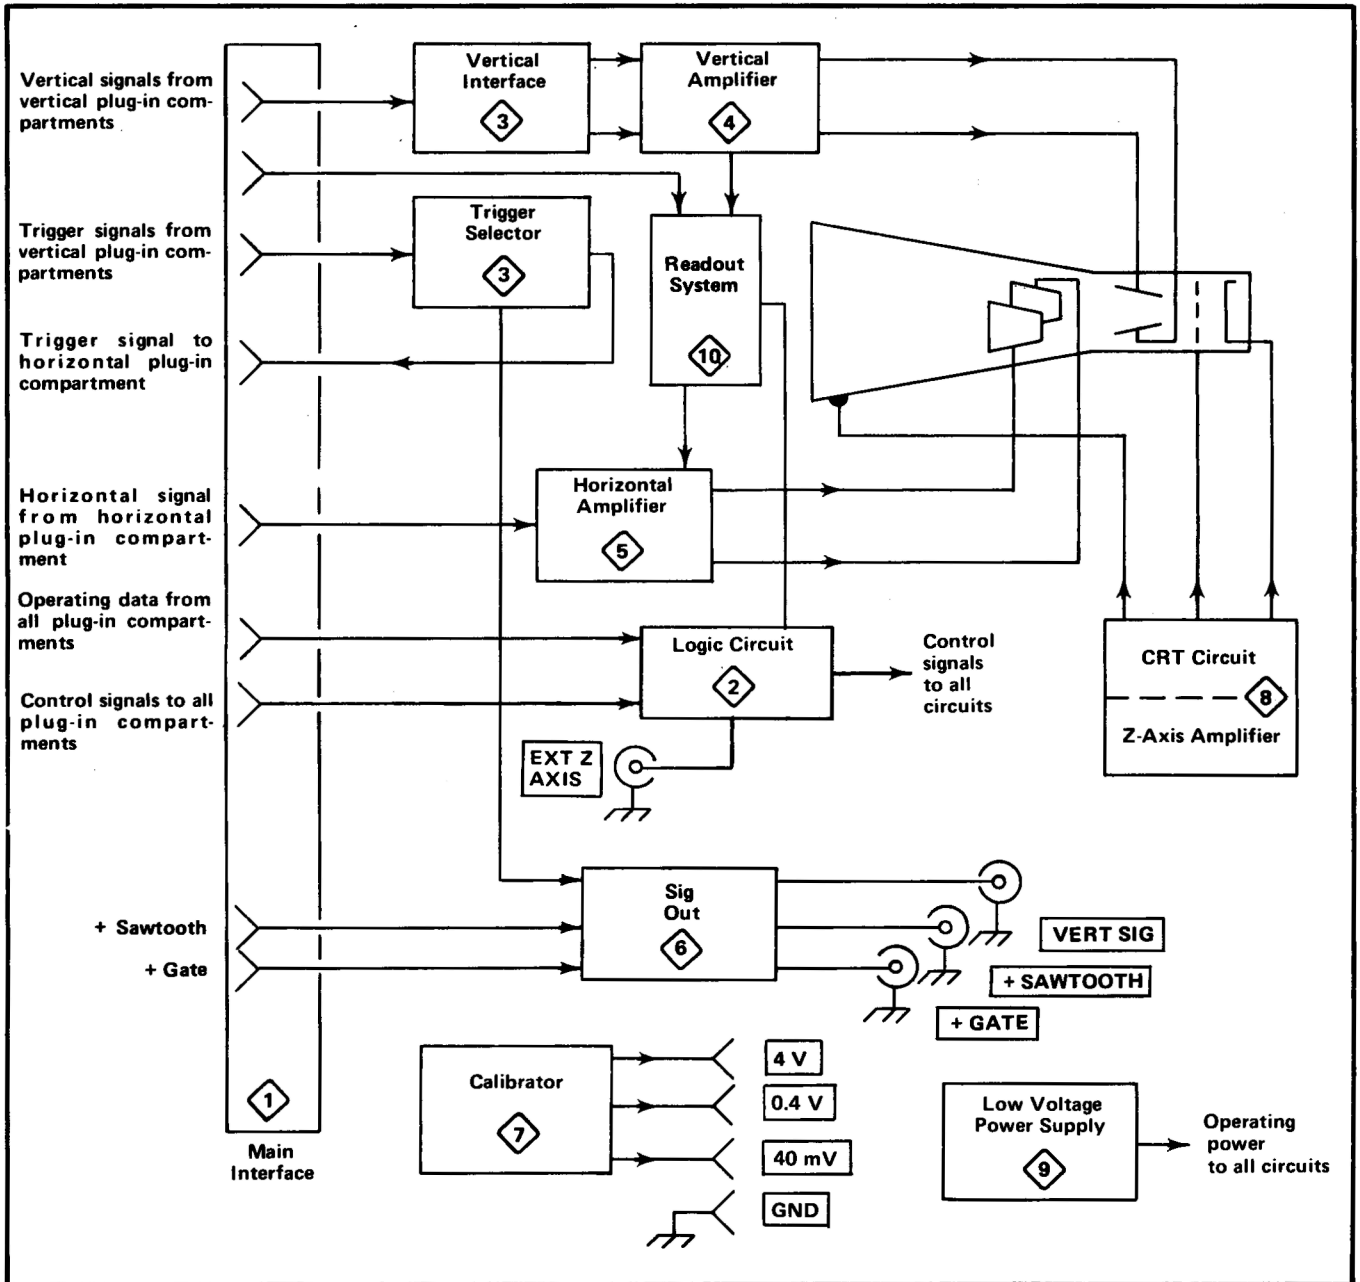 Vertical signals from
vertical plug-in com-
partments
Vertical
Interface
3
Vertical
Amplifier
4
Trigger signals from
vertical plug-in com-
partments
Trigger
Selector
3
Readout
System
10
Trigger signal to
horizontal plug-in
compartment
Horizontal signal
from horizontal
plug-in compart-
ment
Horizontal
Amplifier
5
Operating data from
all plug-in compart-
ments
Logic Circuit
2
Control
signals
to all
circuits
CRT Circuit
8
Z-Axis Amplifier
Control signals to all
plug-in compart-
ments
EXT Z
AXIS
+ Sawtooth
+ Gate
Sig
Out
6
VERT SIG
+ SAWTOOTH
+ GATE
1
Main
Interface
Calibrator
7
4 V
0.4 V
40 mV
GND
Low Voltage
Power Supply
9
Operating
power
to all circuits